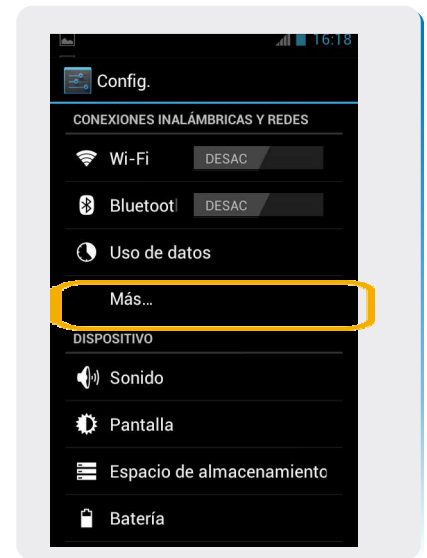 16:18
Config.
CONEXIONES INALÁMBRICAS Y REDES
Wi-Fi DESAC
Bluetoot DESAC
Uso de datos
Más...
DISPOSITIVO
Sonido
Pantalla
Espacio de almacenamiento
Batería